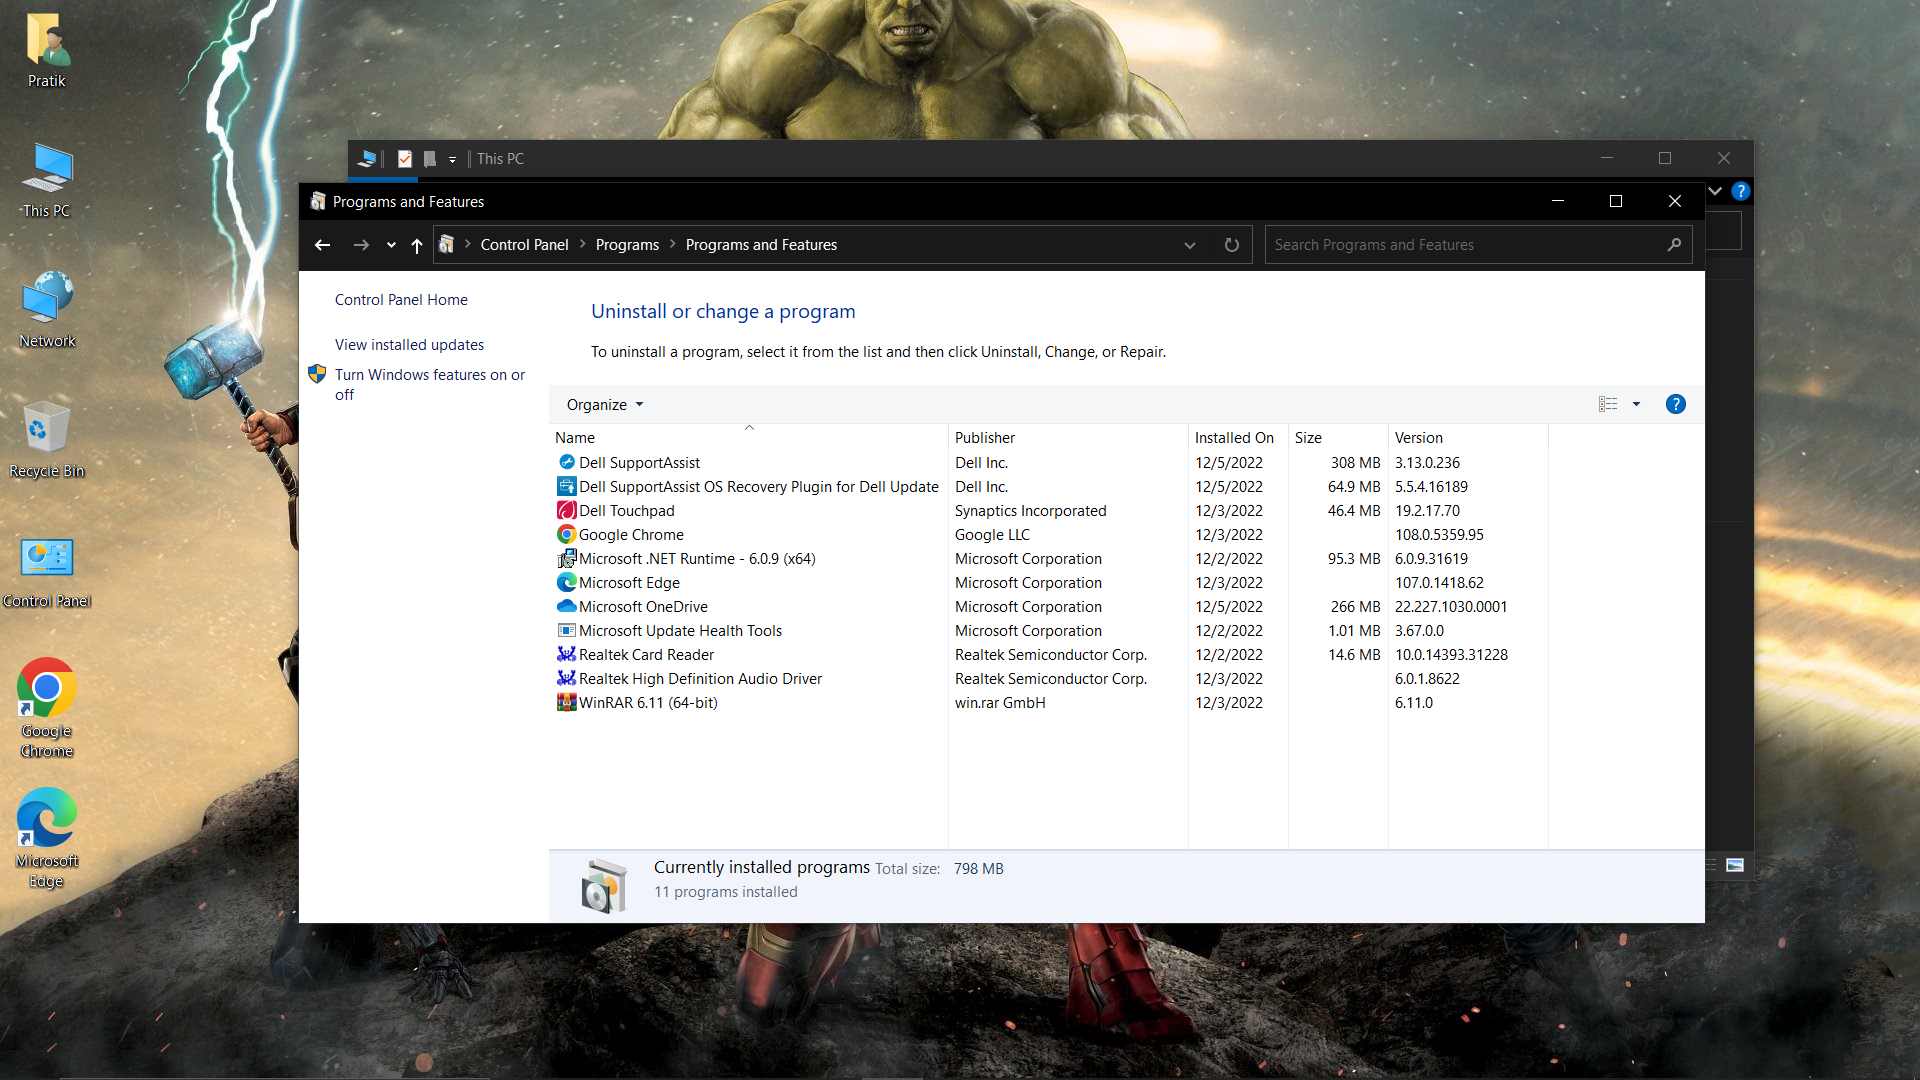 Pratik
This PC
Network
Recycle Bin
Control Panel
Google
Chrome
Microsoft
Edge
This PC
Programs and Features
Control Panel > Programs > Programs and Features
Search Programs and Features
Control Panel Home
View installed updates
Turn Windows features on or
off
Uninstall or change a program
To uninstall a program, select it from the list and then click Uninstall, Change, or Repair.
Organize
Name Publisher Installed On Size Version
Dell SupportAssist Dell Inc. 12/5/2022 308 MB 3.13.0.236
Dell SupportAssist OS Recovery Plugin for Dell Update Dell Inc. 12/5/2022 64.9 MB 5.5.4.16189
Dell Touchpad Synaptics Incorporated 12/3/2022 46.4 MB 19.2.17.70
Google Chrome Google LLC 12/3/2022 108.0.5359.95
Microsoft .NET Runtime - 6.0.9 (x64) Microsoft Corporation 12/2/2022 95.3 MB 6.0.9.31619
Microsoft Edge Microsoft Corporation 12/3/2022 107.0.1418.62
Microsoft OneDrive Microsoft Corporation 12/5/2022 266 MB 22.227.1030.0001
Microsoft Update Health Tools Microsoft Corporation 12/2/2022 1.01 MB 3.67.0.0
Realtek Card Reader Realtek Semiconductor Corp. 12/2/2022 14.6 MB 10.0.14393.31228
Realtek High Definition Audio Driver Realtek Semiconductor Corp. 12/3/2022 6.0.1.8622
WinRAR 6.11 (64-bit) win.rar GmbH 12/3/2022 6.11.0
Currently installed programs Total size: 798 MB
11 programs installed